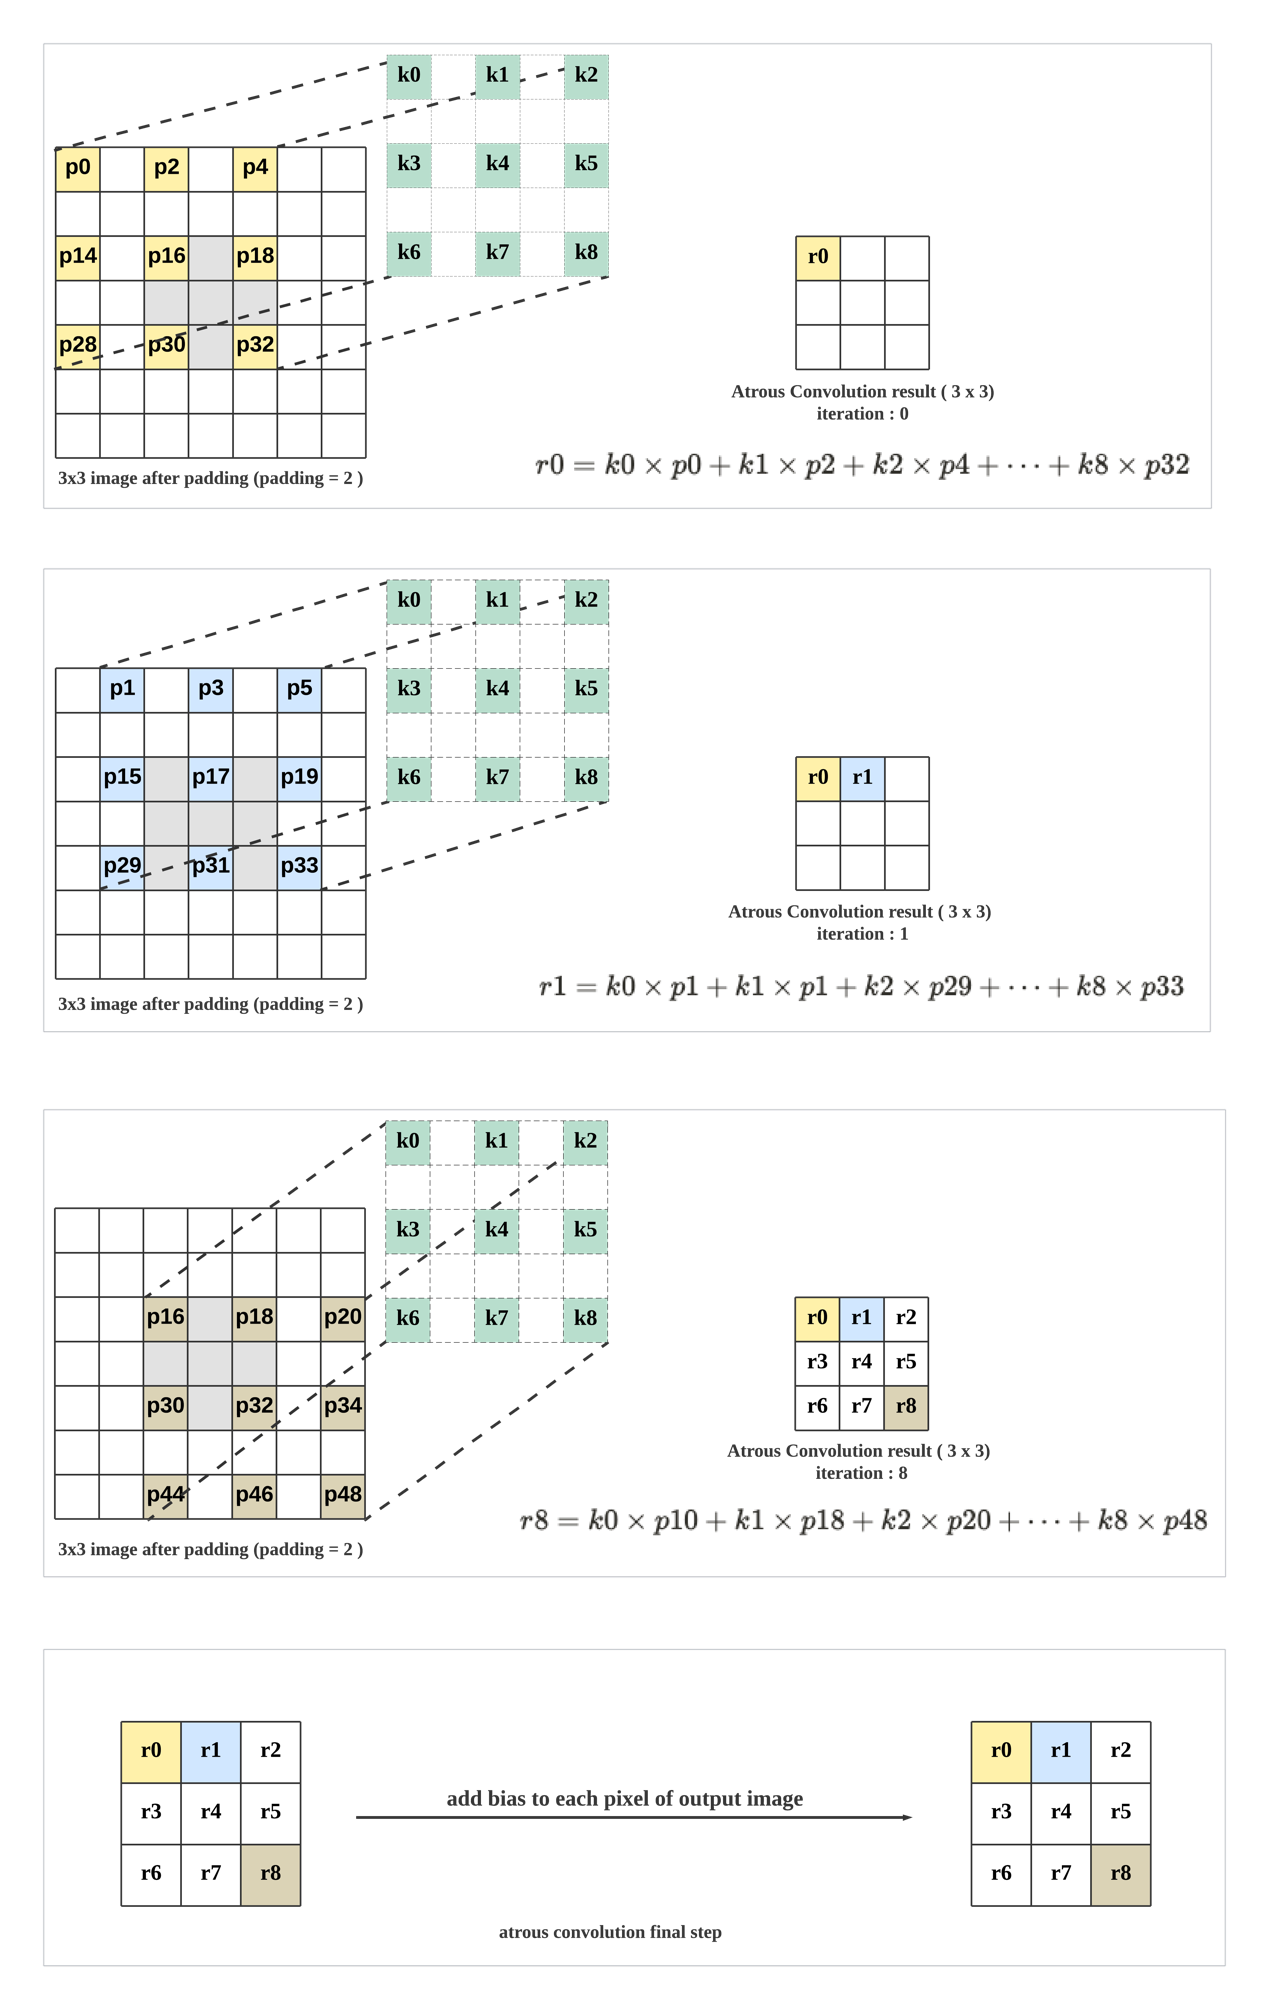 k0 k1 k2
p0 p2 p4
k3 k4 k5
p14 p16 p18
k6 k7 k8
r0
p28 p30 p32
Atrous Convolution result ( 3 x 3)
iteration : 0
r0 = k0 × p0 + k1 × p2 + k2 × p4 + ⋯ + k8 × p32
3x3 image after padding (padding = 2 )
k0 k1 k2
p1 p3 p5
k3 k4 k5
p15 p17 p19
k6 k7 k8
r0 r1
p29 p31 p33
Atrous Convolution result ( 3 x 3)
iteration : 1
r1 = k0 × p1 + k1 × p1 + k2 × p29 + ⋯ + k8 × p33
3x3 image after padding (padding = 2 )
k0 k1 k2
k3 k4 k5
k6 k7 k8
p16 p18 p20
r0 r1 r2
r3 r4 r5
p30 p32 p34
r6 r7 r8
Atrous Convolution result ( 3 x 3)
iteration : 8
p44 p46 p48
r8 = k0 × p10 + k1 × p18 + k2 × p20 + ⋯ + k8 × p48
3x3 image after padding (padding = 2 )
r0 r1 r2
r3 r4 r5
r6 r7 r8
add bias to each pixel of output image
r0 r1 r2
r3 r4 r5
r6 r7 r8
atrous convolution final step